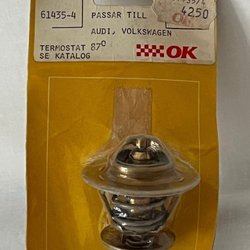 61435-4 PASSAR TILL
4250
AUDI, VOLKSWAGEN
TERMOSTAT 87°
SE KATALOG
OK